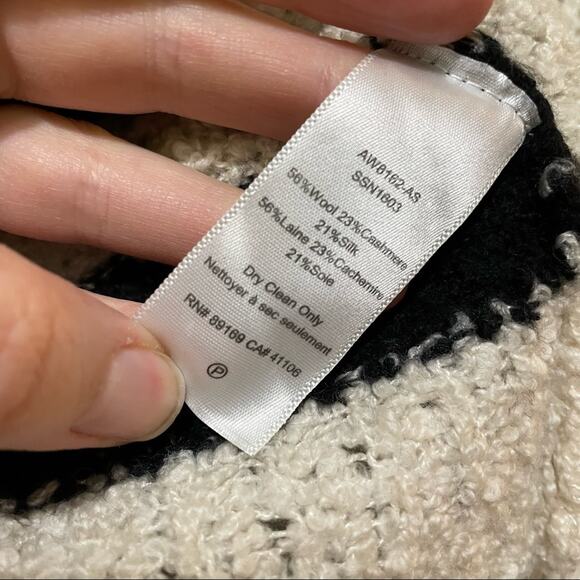 AW8162-AS
SSN1603
56%Wool 23%Cashmere
21%Silk
56%Laine 23%Cachemire
21%Soie
Dry Clean Only
Nettoyer à sec seulement
RN# 89169 CA# 41106
P